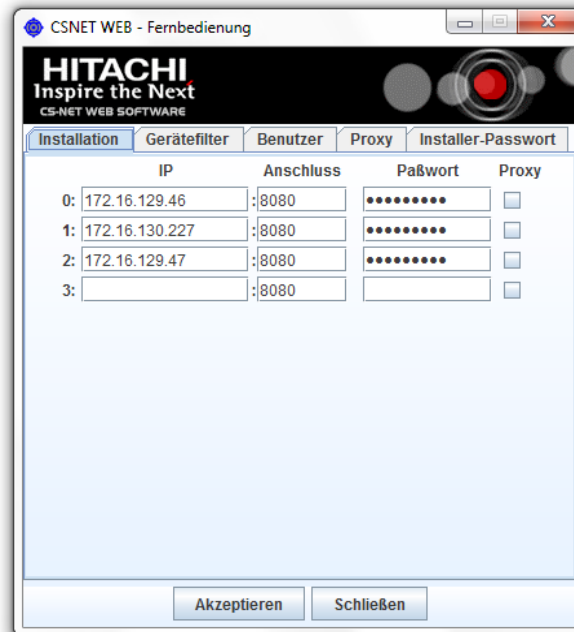 CSNET WEB - Fernbedienung
HITACHI
Inspire the Next
CS-NET WEB SOFTWARE
Installation Gerätefilter Benutzer Proxy Installer-Passwort
IP Anschluss Paßwort Proxy
0: 172.16.129.46 :8080 •••••••••
1: 172.16.130.227 :8080 •••••••••
2: 172.16.129.47 :8080 •••••••••
3: :8080
Akzeptieren Schließen